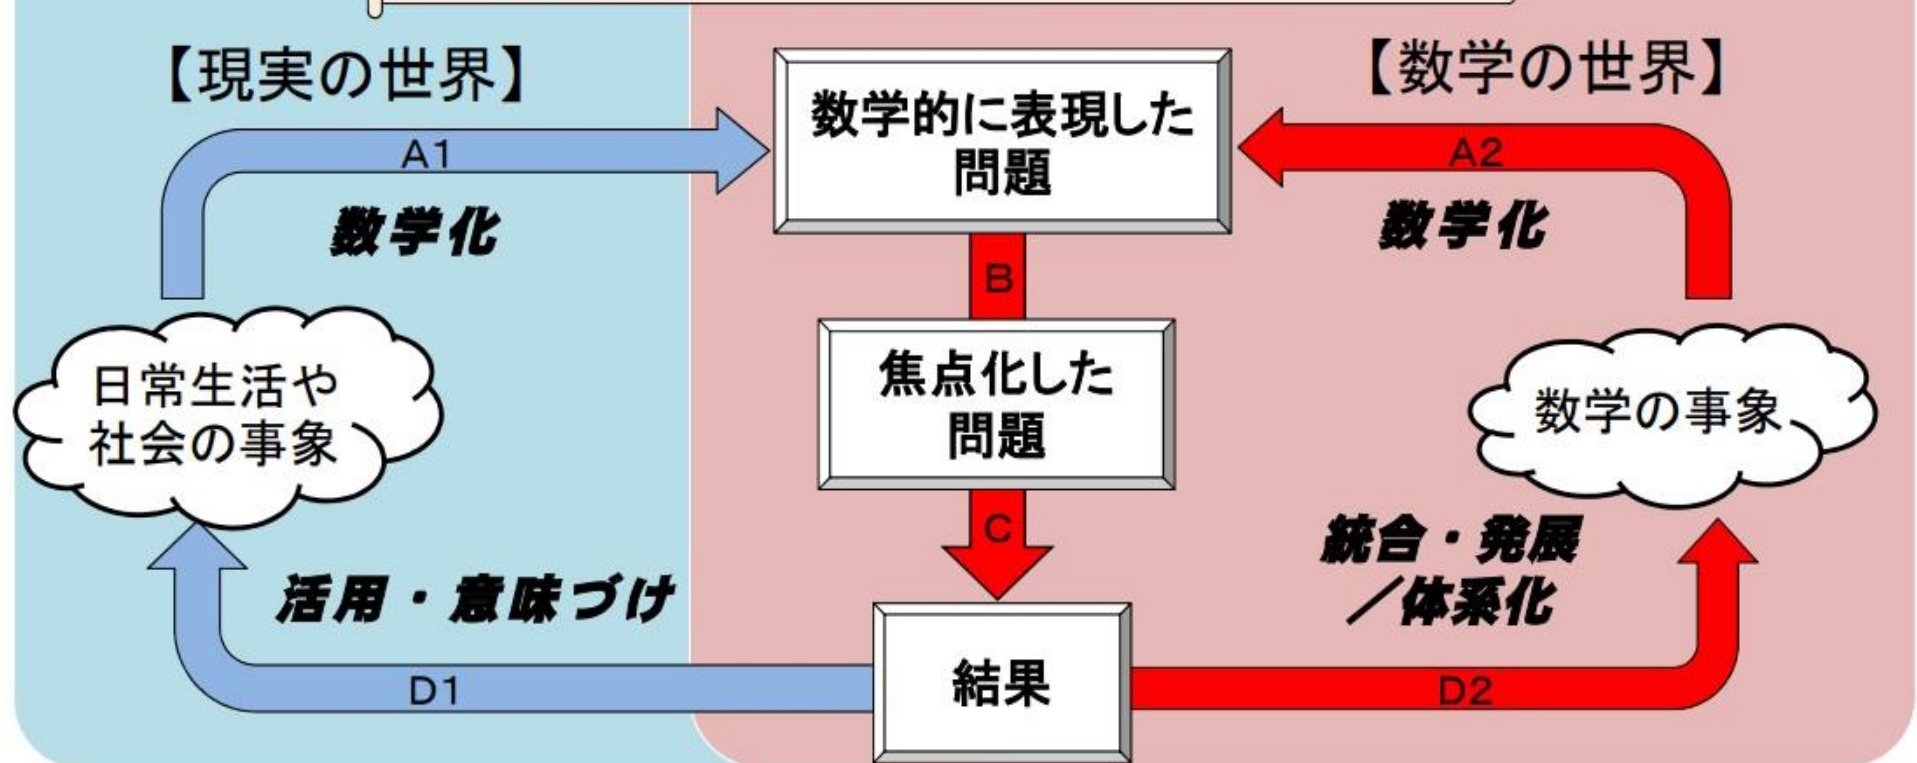 【現実の世界】
【数学の世界】
数学的に表現した
問題
A1
A2
数学化
数学化
B
日常生活や
社会の事象
焦点化した
問題
数学の事象
C
活用・意味づけ
統合・発展
／体系化
結果
D1
D2